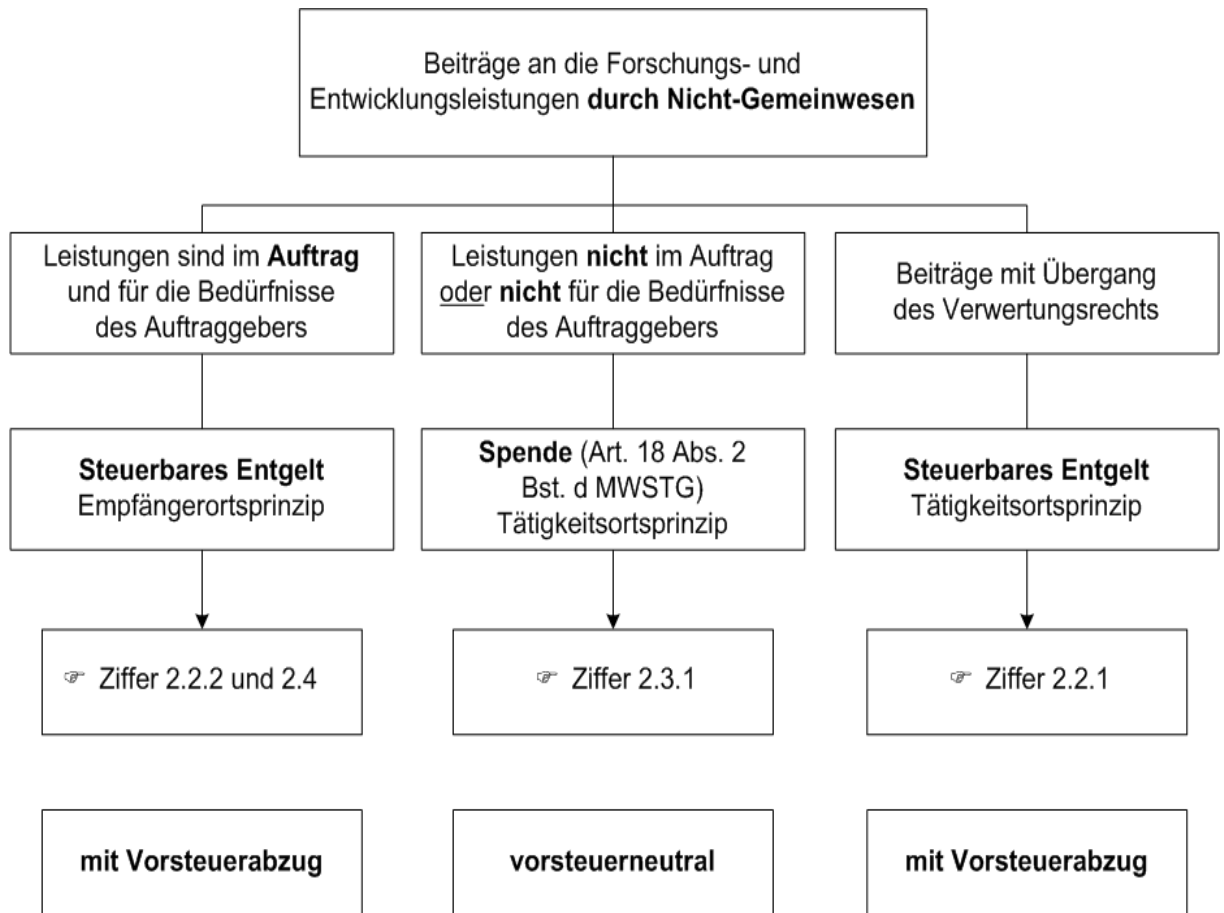 Beiträge an die Forschungs- und
Entwicklungsleistungen durch Nicht-Gemeinwesen
Leistungen sind im Auftrag
und für die Bedürfnisse
des Auftraggebers
Leistungen nicht im Auftrag
oder nicht für die Bedürfnisse
des Auftraggebers
Beiträge mit Übergang
des Verwertungsrechts
Steuerbares Entgelt
Empfängerortsprinzip
Spende (Art. 18 Abs. 2
Bst. d MWSTG)
Tätigkeitsortsprinzip
Steuerbares Entgelt
Tätigkeitsortsprinzip
☞ Ziffer 2.2.2 und 2.4
☞ Ziffer 2.3.1
☞ Ziffer 2.2.1
mit Vorsteuerabzug
vorsteuerneutral
mit Vorsteuerabzug